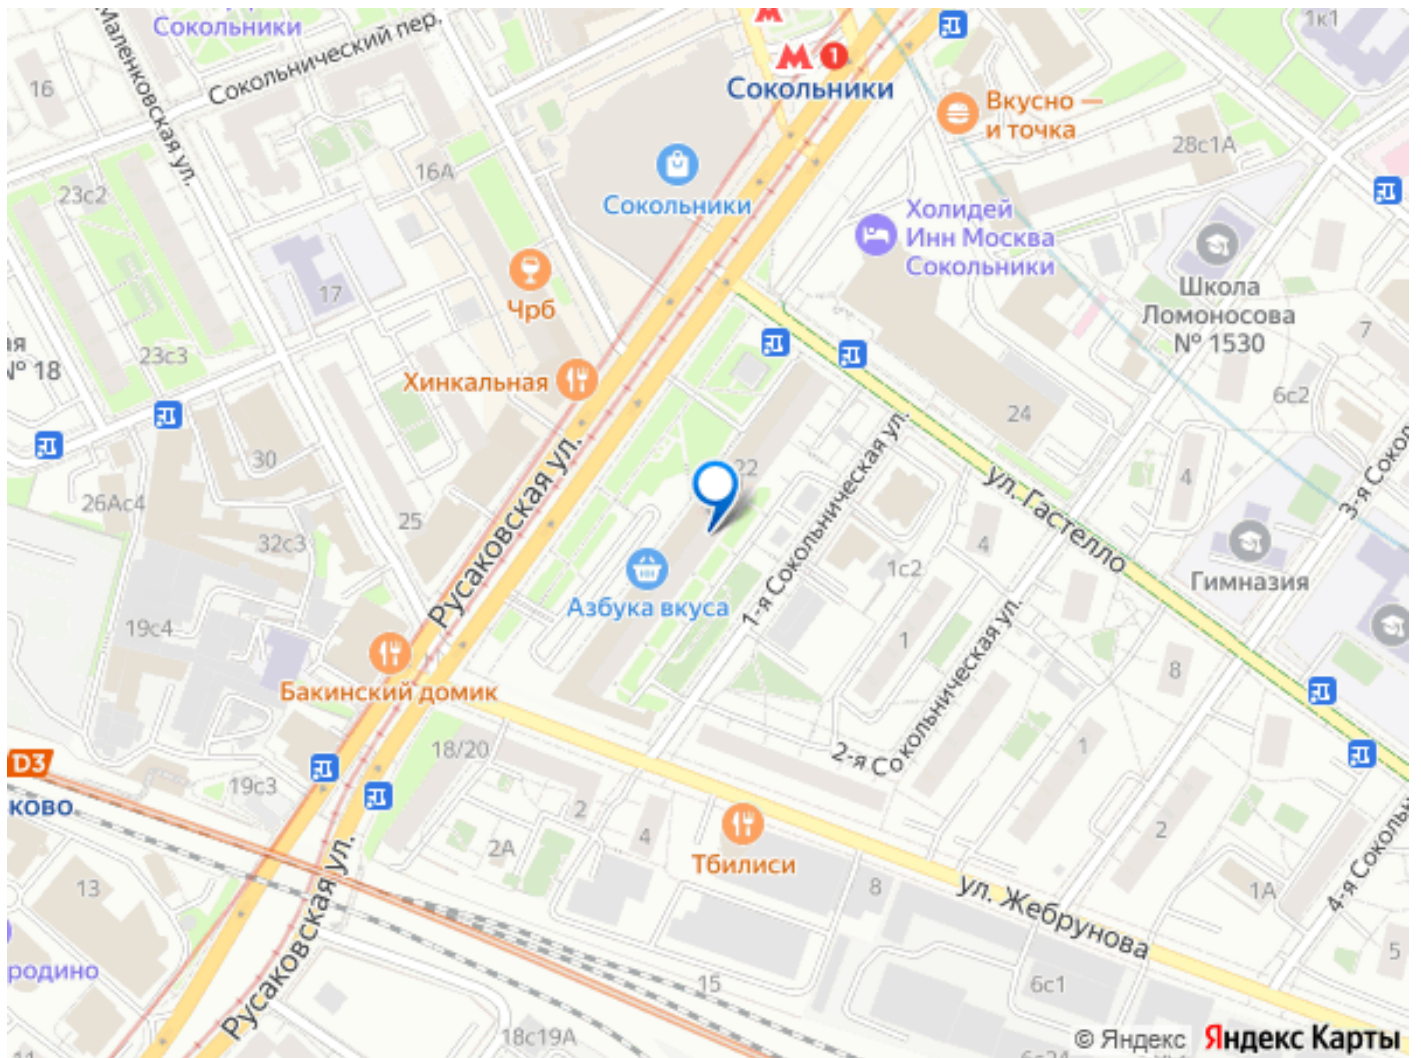 Сокольники
1к1
Маленковская ул.
Сокольнический пер.
16
1
Сокольники
Вкусно —
и точка
28с1А
16А
23с2
Сокольники
Холидей
Инн Москва
Сокольники
Школа
Ломоносова
№ 1530
17
Чрб
7
23с3
№ 18
Хинкальная
6с2
24
30
22
4
26Ас4
25
32с3
Русаковская ул.
1-я Сокольническая ул.
ул. Гастелло
4
3-я Сокол
Гимназия
1с2
Азбука вкуса
19с4
1
2-я Сокольническая ул.
8
Бакинский домик
18/20
1
D3
ково
19с3
2
4
2А
2
Тбилиси
8
1А
4-я Соколь
13
ул. Жебрунова
5
родино
Русаковская ул.
15
6с1
18с19А
© Яндекс Яндекс Карты